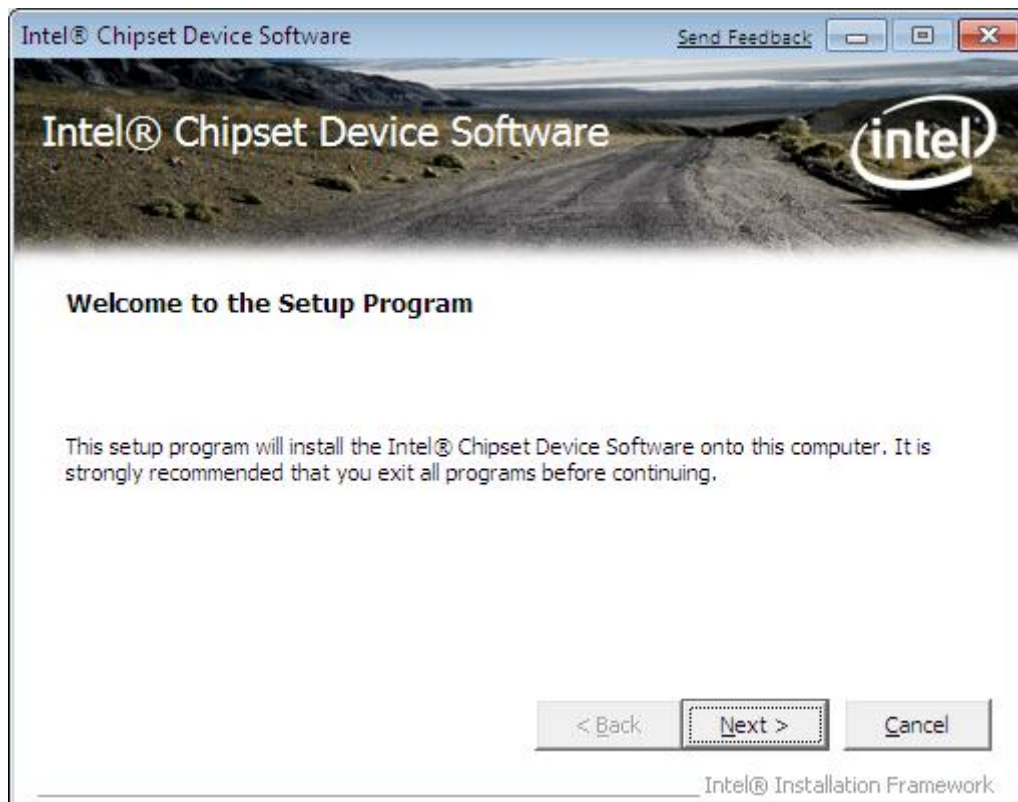 Intel® Chipset Device Software
Send Feedback
Intel® Chipset Device Software
intel
Welcome to the Setup Program
This setup program will install the Intel® Chipset Device Software onto this computer. It is
strongly recommended that you exit all programs before continuing.
< Back
Next >
Cancel
Intel® Installation Framework